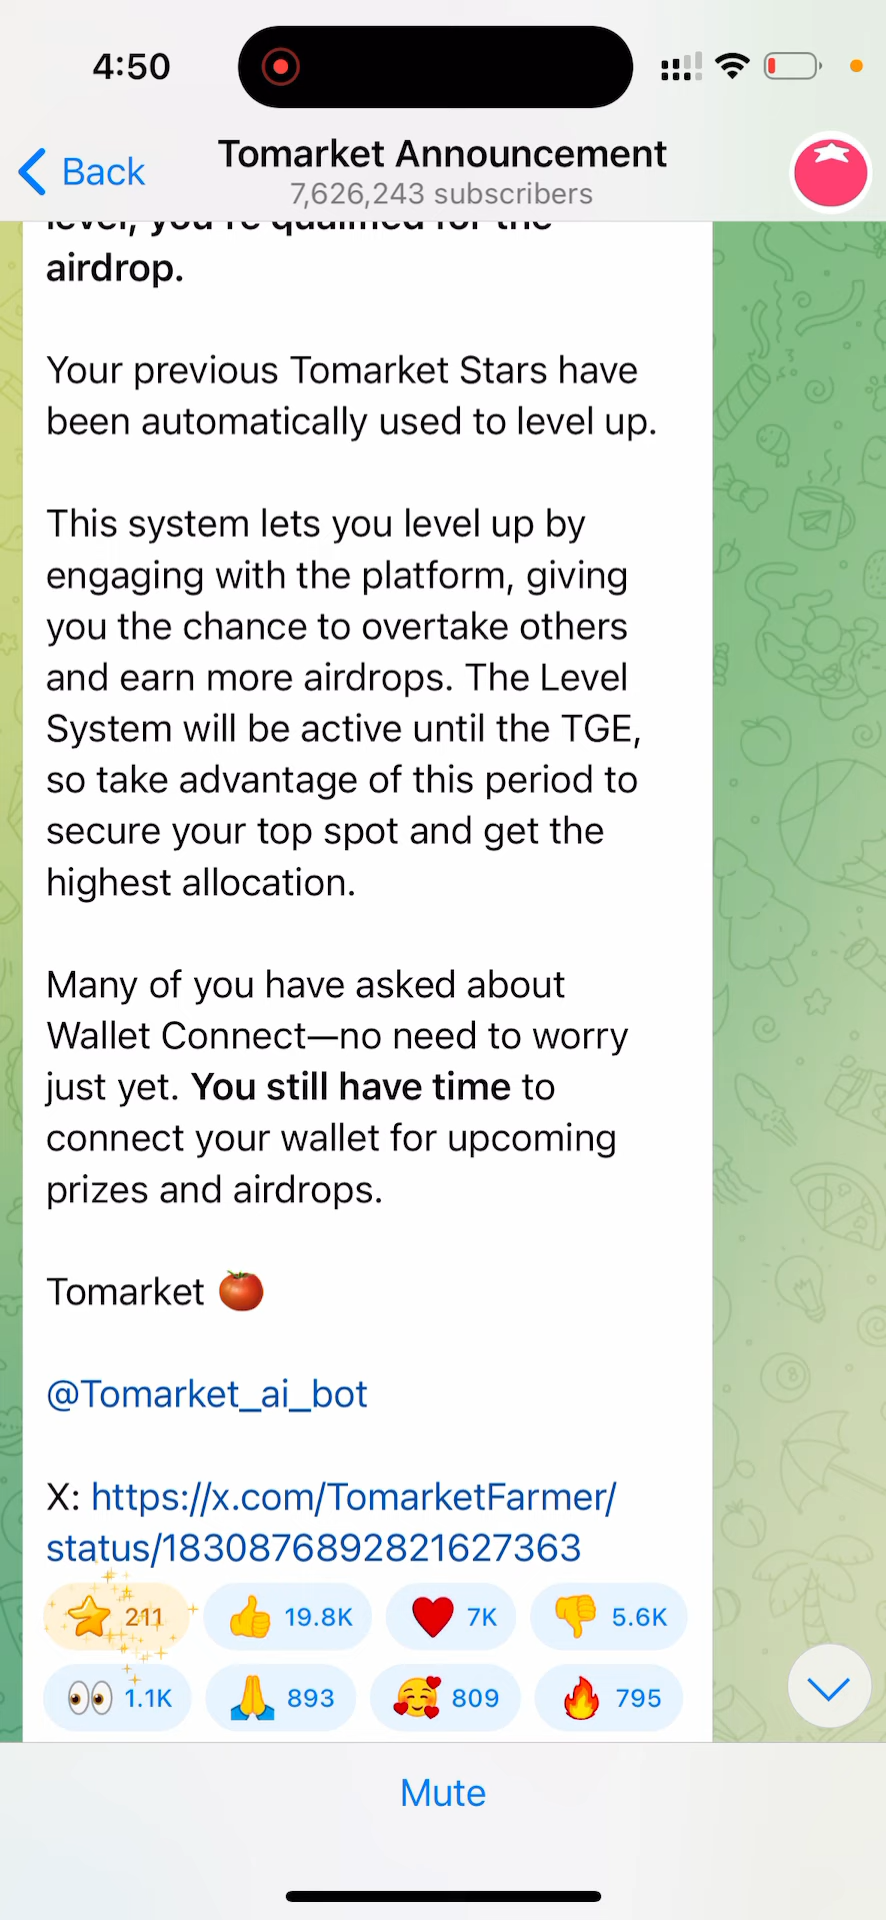 4:50
Back
Tomarket Announcement
7,626,243 subscribers
level, you're qualified for the
airdrop.
Your previous Tomarket Stars have
been automatically used to level up.
This system lets you level up by
engaging with the platform, giving
you the chance to overtake others
and earn more airdrops. The Level
System will be active until the TGE,
so take advantage of this period to
secure your top spot and get the
highest allocation.
Many of you have asked about
Wallet Connect—no need to worry
just yet. You still have time to
connect your wallet for upcoming
prizes and airdrops.
Tomarket 🍅
@Tomarket_ai_bot
X: https://x.com/TomarketFarmer/
status/1830876892821627363
211 19.8K 7K 5.6K
1.1K 893 809 795
Mute